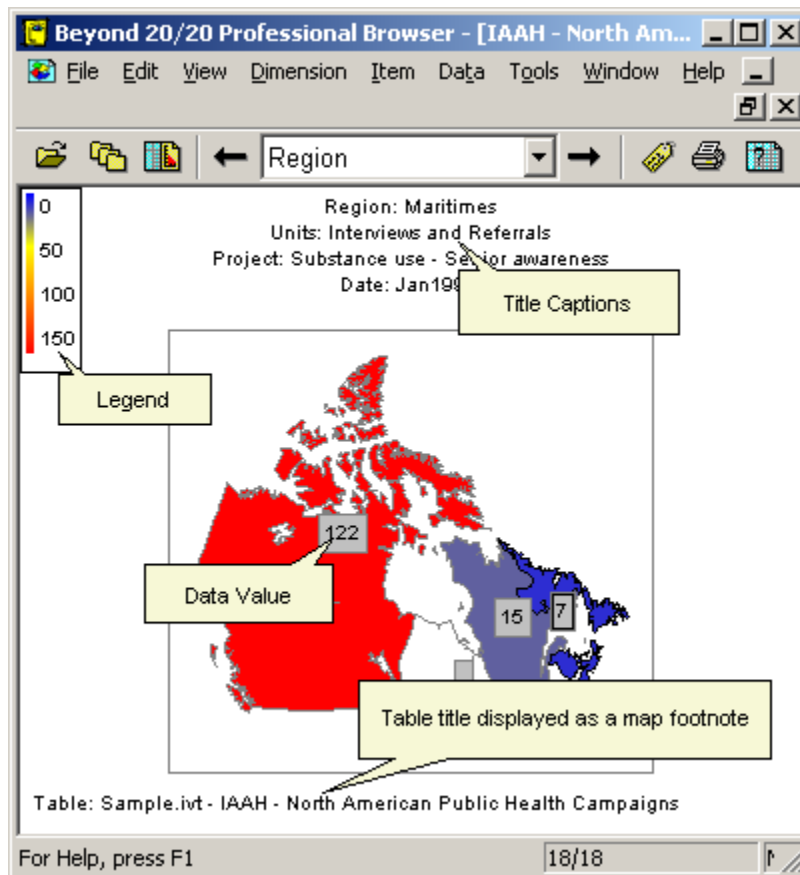 Beyond 20/20 Professional Browser - [IAAH - North Am...
File Edit View Dimension Item Data Tools Window Help
Region
0
50
100
150
Region: Maritimes
Units: Interviews and Referrals
Project: Substance use - Senior awareness
Date: Jan199
Title Captions
Legend
122
Data Value
15
7
Table title displayed as a map footnote
Table: Sample.ivt - IAAH - North American Public Health Campaigns
For Help, press F1
18/18